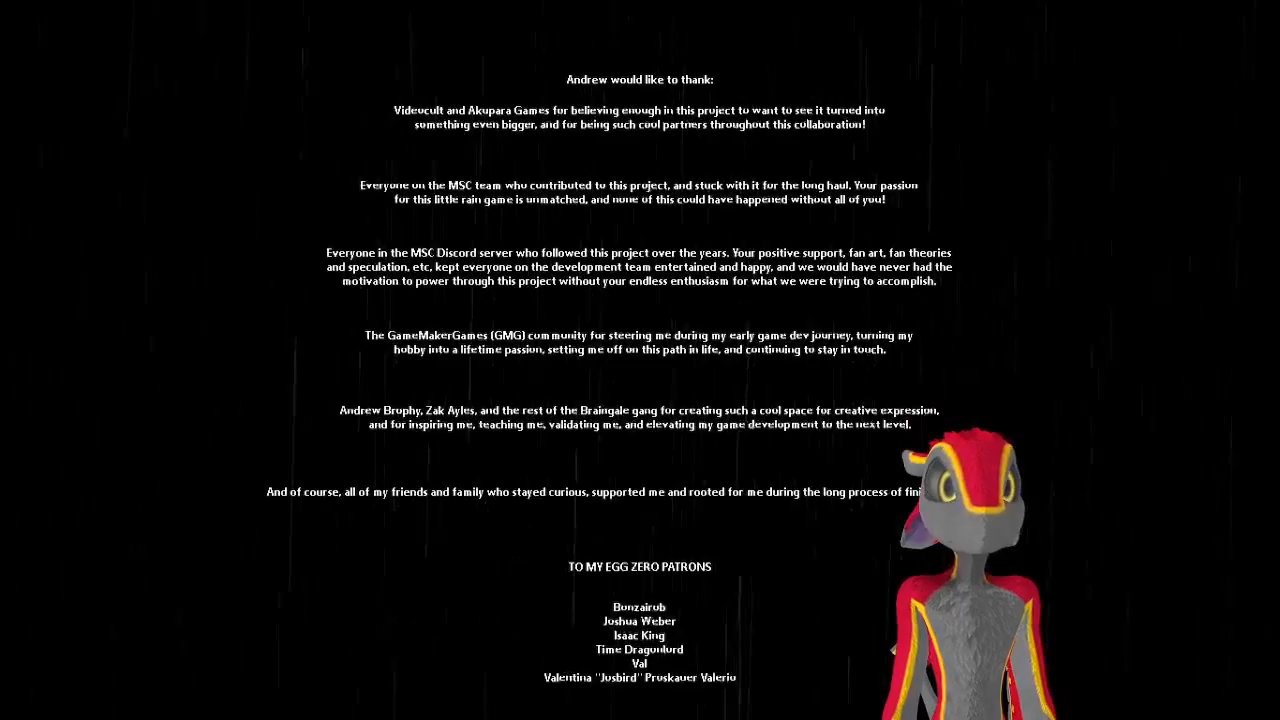 Andrew would like to thank:
Videocult and Akupara Games for believing enough in this project to want to see it turned into
something even bigger, and for being such cool partners throughout this collaboration!
Everyone on the MSC team who contributed to this project, and stuck with it for the long haul. Your passion
for this little rain game is unmatched, and none of this could have happened without all of you!
Everyone in the MSC Discord server who followed this project over the years. Your positive support, fan art, fan theories
and speculation, etc, kept everyone on the development team entertained and happy, and we would have never had the
motivation to power through this project without your endless enthusiasm for what we were trying to accomplish.
The GameMakerGames (GMG) community for steering me during my early game dev journey, turning my
hobby into a lifetime passion, setting me off on this path in life, and continuing to stay in touch.
Andrew Brophy, Zak Ayles, and the rest of the Braingale gang for creating such a cool space for creative expression,
and for inspiring me, teaching me, validating me, and elevating my game development to the next level.
And of course, all of my friends and family who stayed curious, supported me and rooted for me during the long process of
TO MY EGG ZERO PATRONS
Bonzairob
Joshua Weber
Isaac King
Time Dragonlord
Val
Valentina "Josbird" Pruskauer Valerio